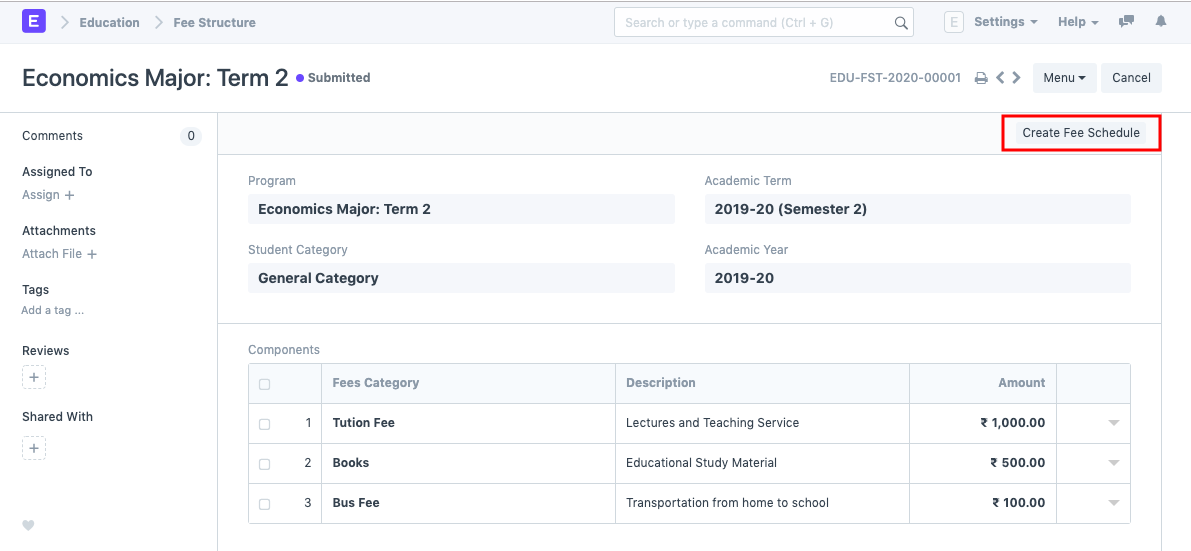 E Education Fee Structure Search or type a command (Ctrl + G) E Settings Help
Economics Major: Term 2 Submitted EDU-FST-2020-00001 Menu Cancel
Comments 0
Create Fee Schedule
Assigned To
Assign +
Attachments
Attach File +
Tags
Add a tag ...
Reviews
+
Shared With
+
Program
Economics Major: Term 2
Academic Term
2019-20 (Semester 2)
Student Category
General Category
Academic Year
2019-20
Components
Fees Category Description Amount
1 Tution Fee Lectures and Teaching Service ₹ 1,000.00
2 Books Educational Study Material ₹ 500.00
3 Bus Fee Transportation from home to school ₹ 100.00